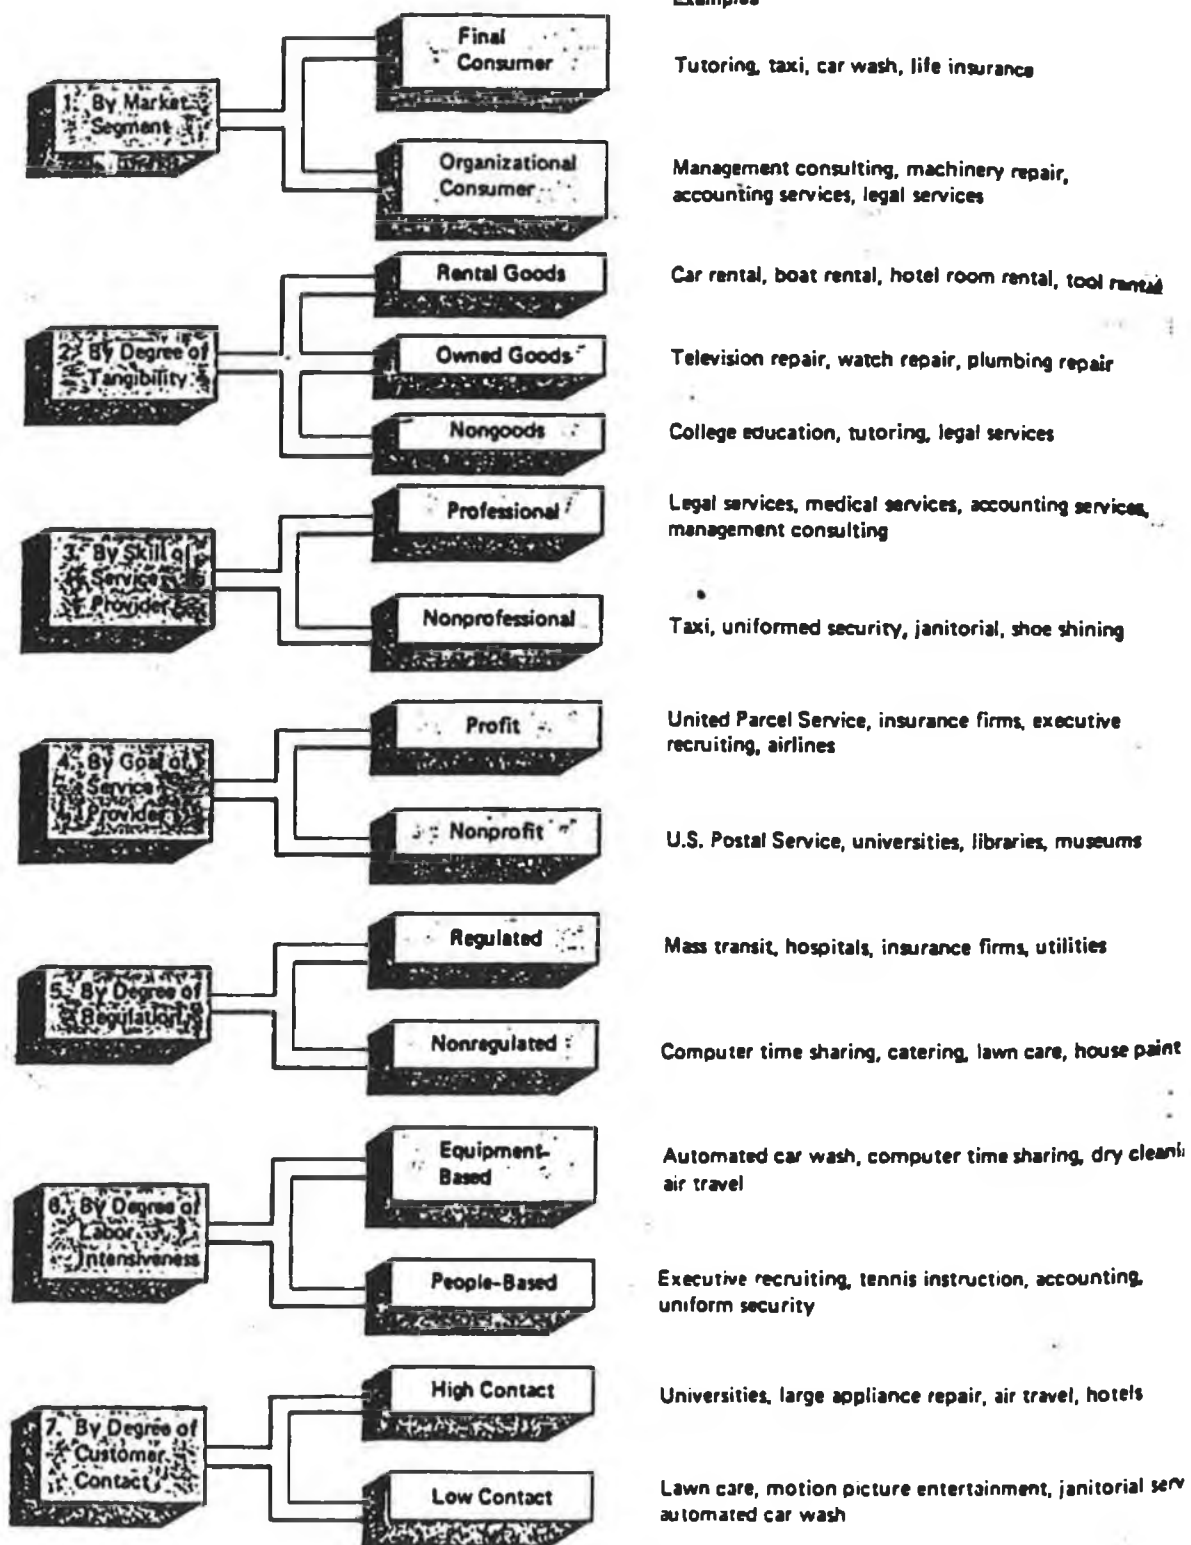 Examples
Final
Consumer
Tutoring, taxi, car wash, life insurance
1. By Market
Segment
Organizational
Consumer
Management consulting, machinery repair,
accounting services, legal services
Rental Goods
Car rental, boat rental, hotel room rental, tool rental
2. By Degree of
Tangibility
Owned Goods
Television repair, watch repair, plumbing repair
Nongoods
College education, tutoring, legal services
Professional
Legal services, medical services, accounting services,
management consulting
3. By Skill of
Service
Provider
Nonprofessional
Taxi, uniformed security, janitorial, shoe shining
Profit
United Parcel Service, insurance firms, executive
recruiting, airlines
4. By Goal of
Service
Provider
Nonprofit
U.S. Postal Service, universities, libraries, museums
Regulated
Mass transit, hospitals, insurance firms, utilities
5. By Degree of
Regulation
Nonregulated
Computer time sharing, catering, lawn care, house paint
Equipment-
Based
Automated car wash, computer time sharing, dry cleani
air travel
6. By Degree of
Labor
Intensiveness
People-Based
Executive recruiting, tennis instruction, accounting,
uniform security
High Contact
Universities, large appliance repair, air travel, hotels
7. By Degree of
Customer
Contact
Low Contact
Lawn care, motion picture entertainment, janitorial serv
automated car wash